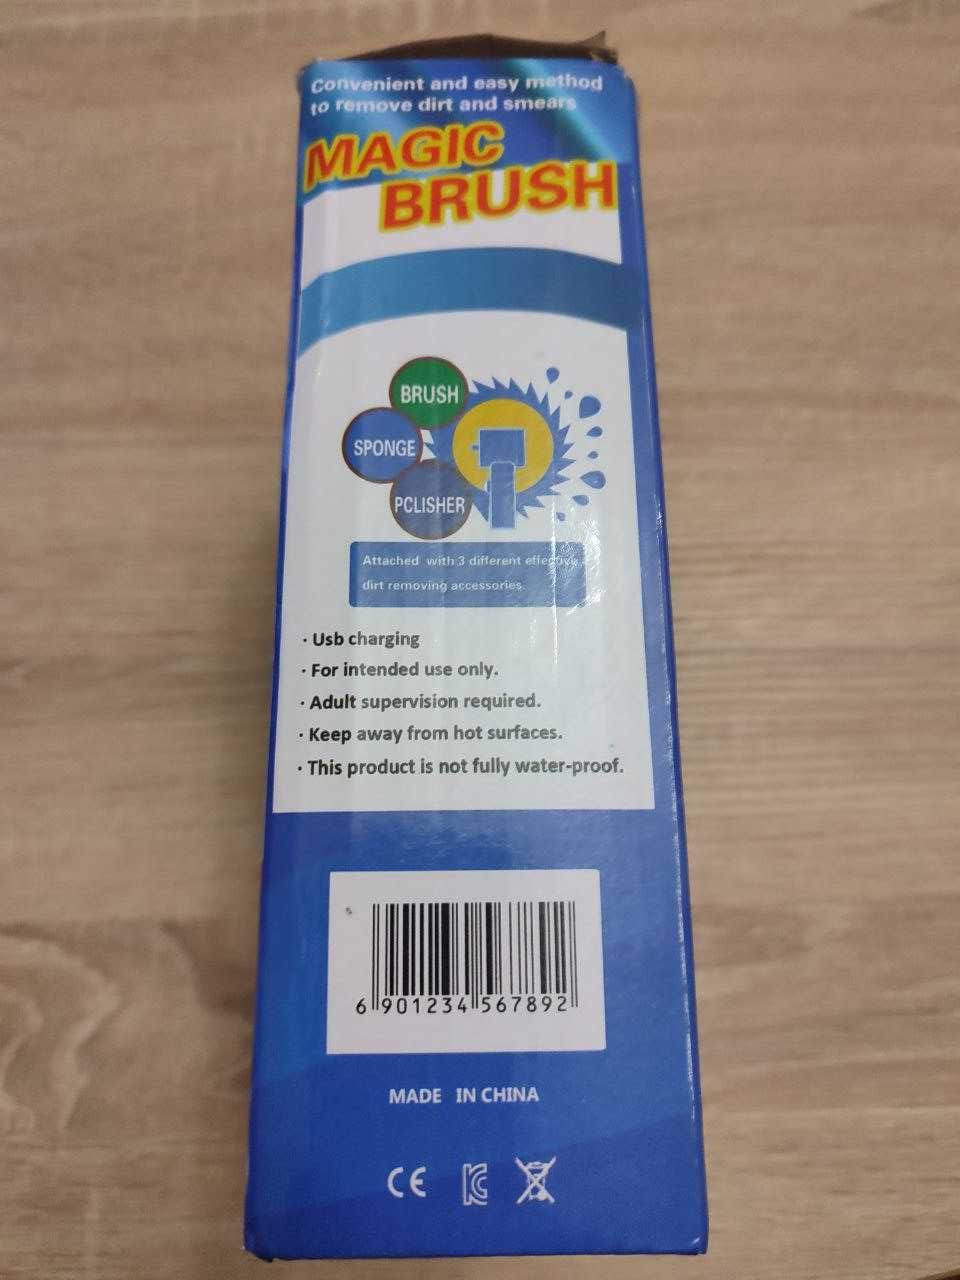 Convenient and easy method
to remove dirt and smears
MAGIC
BRUSH
BRUSH
SPONGE
PCLISHER
Attached with 3 different effective
dirt removing accessories.
· Usb charging
· For intended use only.
· Adult supervision required.
· Keep away from hot surfaces.
· This product is not fully water-proof.
6 901234 567892
MADE IN CHINA
CE